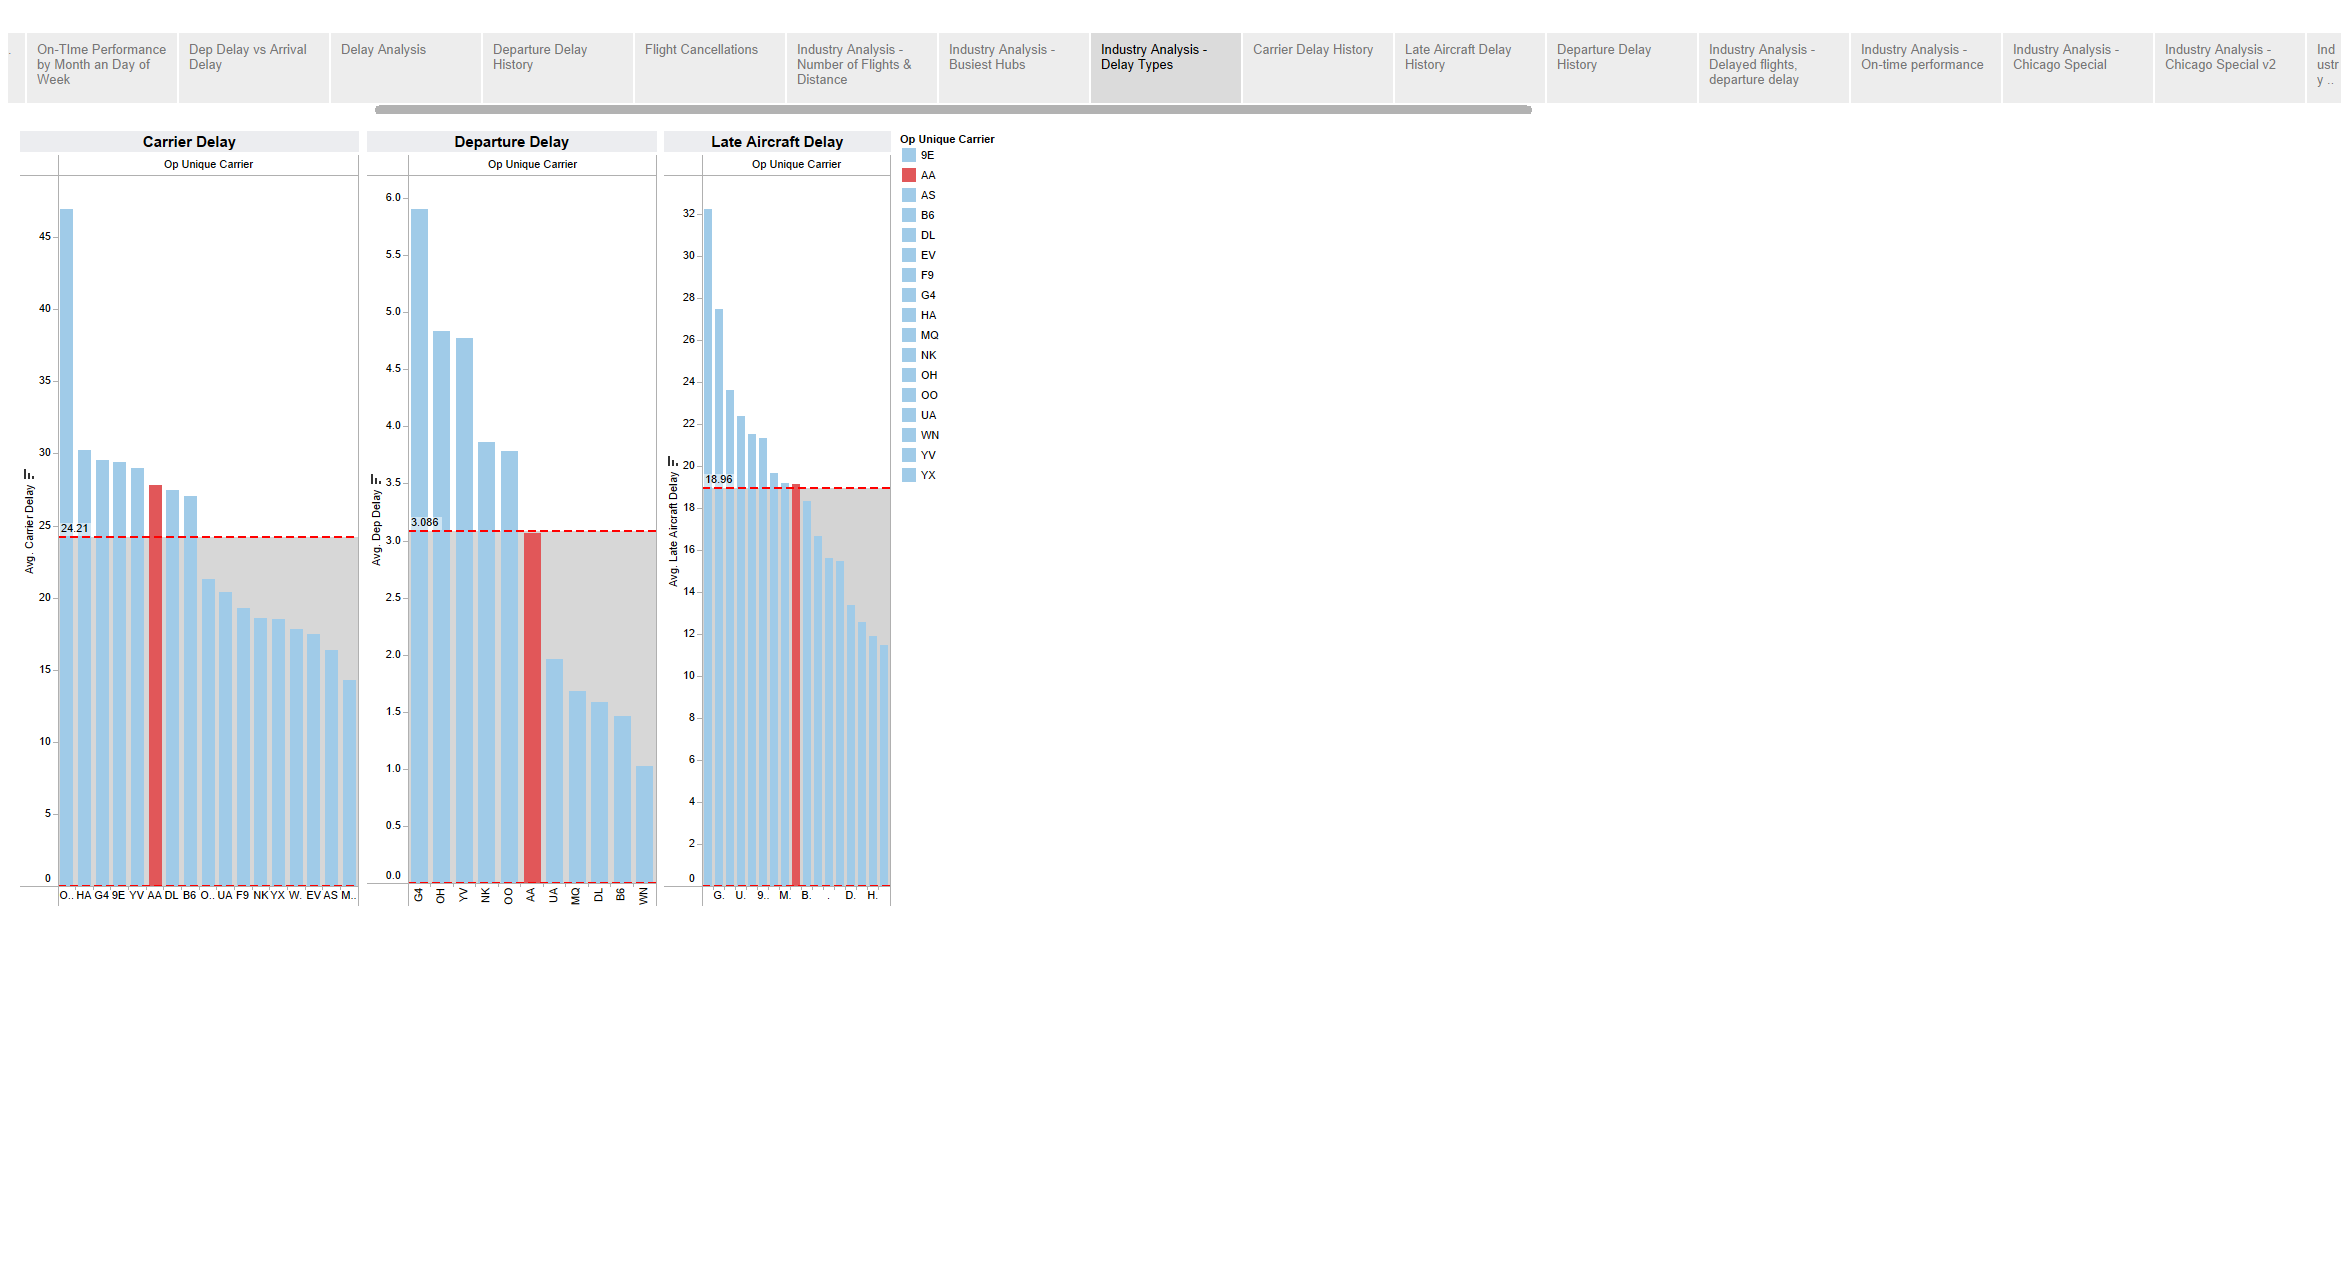 On-TIme Performance
by Month an Day of
Week
Dep Delay vs Arrival
Delay
Delay Analysis
Departure Delay
History
Flight Cancellations
Industry Analysis -
Number of Flights &
Distance
Industry Analysis -
Busiest Hubs
Industry Analysis -
Delay Types
Carrier Delay History
Late Aircraft Delay
History
Departure Delay
History
Industry Analysis -
Delayed flights,
departure delay
Industry Analysis -
On-time performance
Industry Analysis -
Chicago Special
Industry Analysis -
Chicago Special v2
Ind
ustr
y ..
Carrier Delay
Op Unique Carrier
45
40
35
30
25
20
15
10
5
0
Avg. Carrier Delay
24.21
O.. HA G4 9E YV AA DL B6 O.. UA F9 NK YX W. EV AS M..
Departure Delay
Op Unique Carrier
6.0
5.5
5.0
4.5
4.0
3.5
3.0
2.5
2.0
1.5
1.0
0.5
0.0
Avg. Dep Delay
3.086
G4 OH YV NK OO AA UA MQ DL B6 WN
Late Aircraft Delay
Op Unique Carrier
32
30
28
26
24
22
20
18
16
14
12
10
8
6
4
2
0
Avg. Late Aircraft Delay
18.96
G. U. 9.. M. B. . D. H.
Op Unique Carrier
9E
AA
AS
B6
DL
EV
F9
G4
HA
MQ
NK
OH
OO
UA
WN
YV
YX